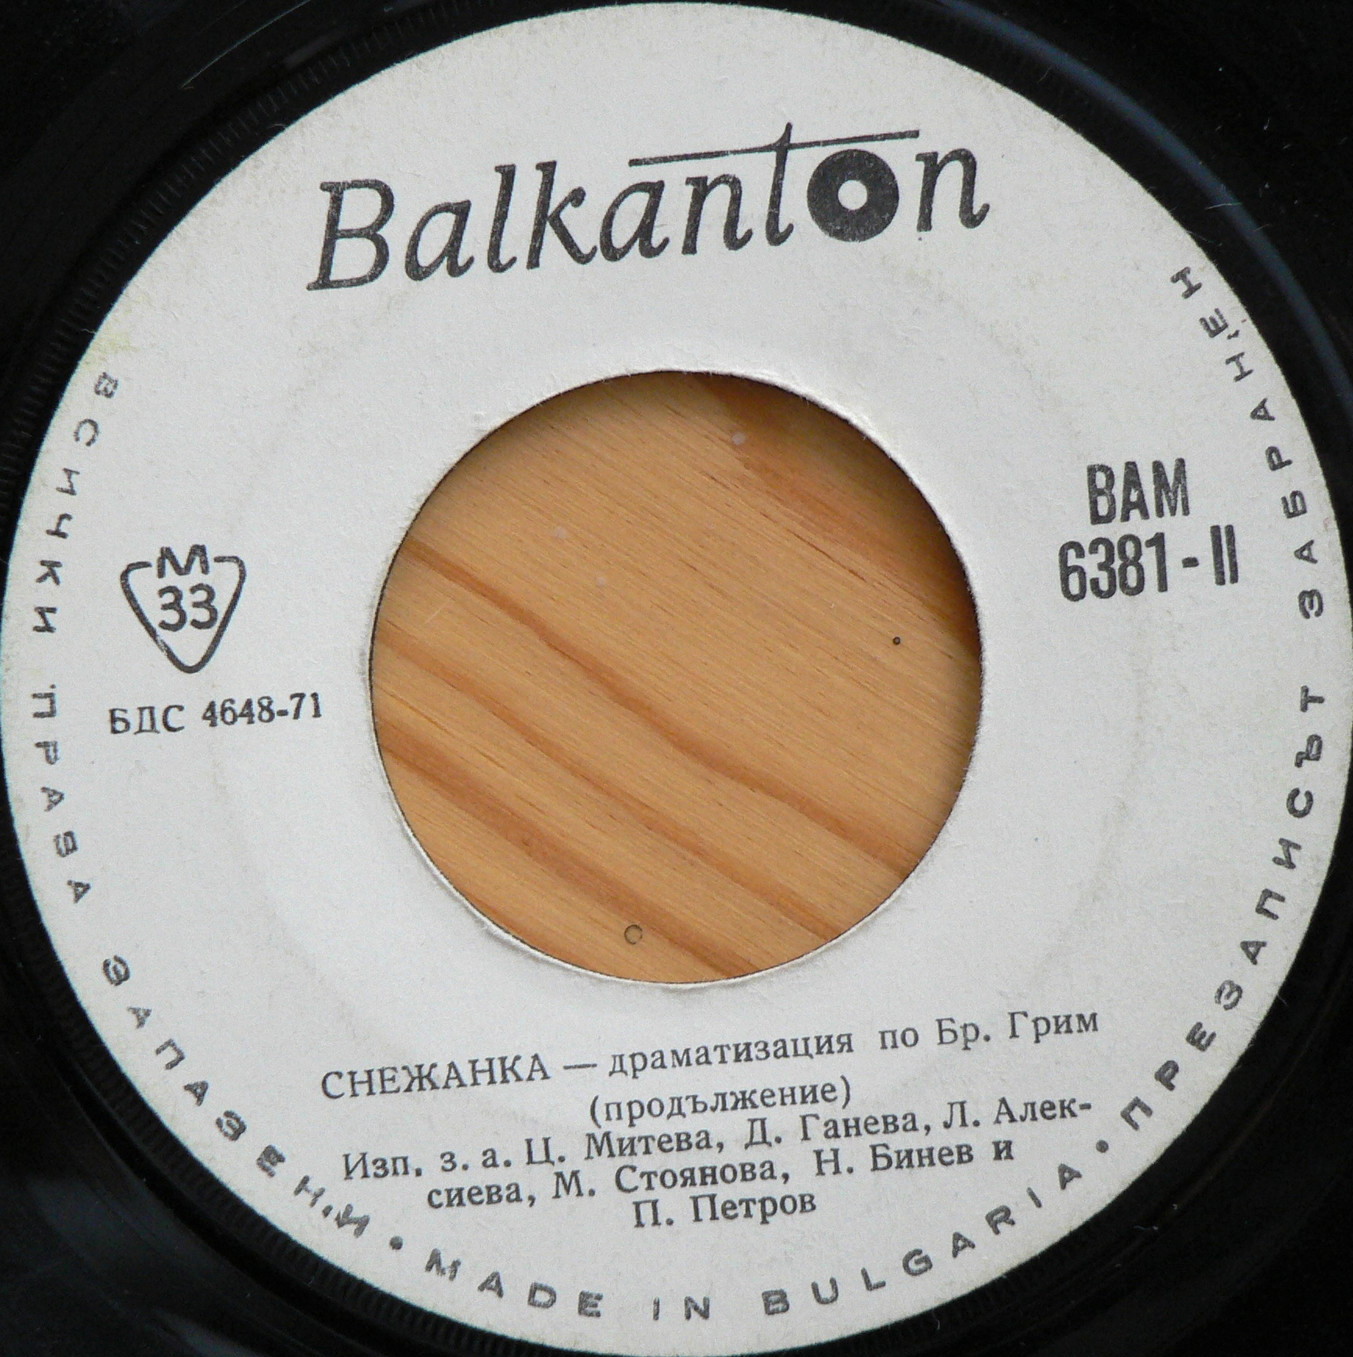 Balkanton
ВАМ
6381-II
М
33
БДС 4648-71
СНЕЖАНКА — драматизация по Бр. Грим
(продължение)
Изп. з. а. Ц. Митева, Д. Ганева, Л. Алек-
сиева, М. Стоянова, Н. Бинев и
П. Петров
ВСИЧКИ ПРАВА ЗАПАЗЕНИ • MADE IN BULGARIA • ПРЕЗАПИСЪТ ЗАБРАНЕН